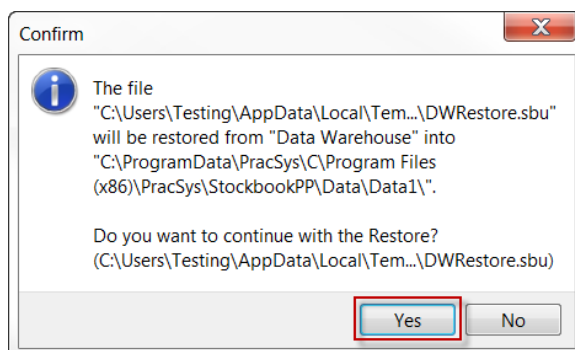 Confirm
The file
"C:\Users\Testing\AppData\Local\Tem...\DWRestore.sbu"
will be restored from "Data Warehouse" into
"C:\ProgramData\PracSys\C\Program Files
(x86)\PracSys\StockbookPP\Data\Data1\".
Do you want to continue with the Restore?
(C:\Users\Testing\AppData\Local\Tem...\DWRestore.sbu)
Yes
No